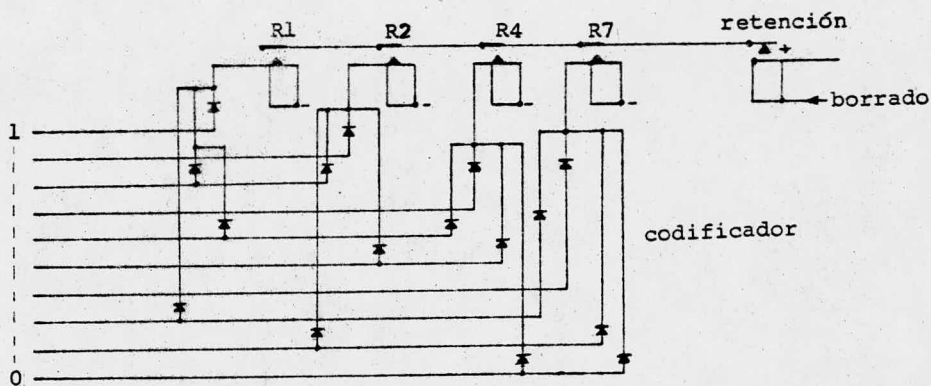 retención
R1 R2 R4 R7
+
- - - -
borrado
1
codificador
0